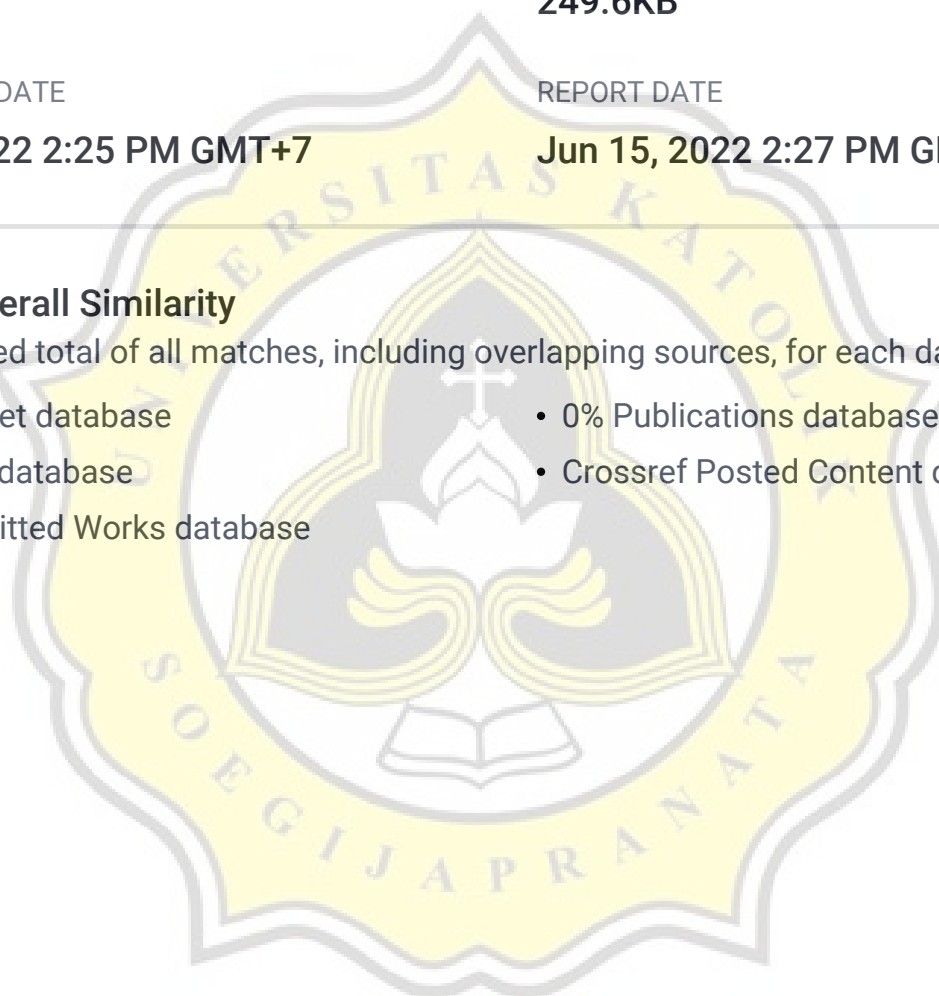 249.6KB
DATE
REPORT DATE
22 2:25 PM GMT+7
Jun 15, 2022 2:27 PM G
erall Similarity
ed total of all matches, including overlapping sources, for each da
et database
• 0% Publications database
database
• Crossref Posted Content
itted Works database
UNIVERSITAS KATOLIK
SOEGIJAPRANATA